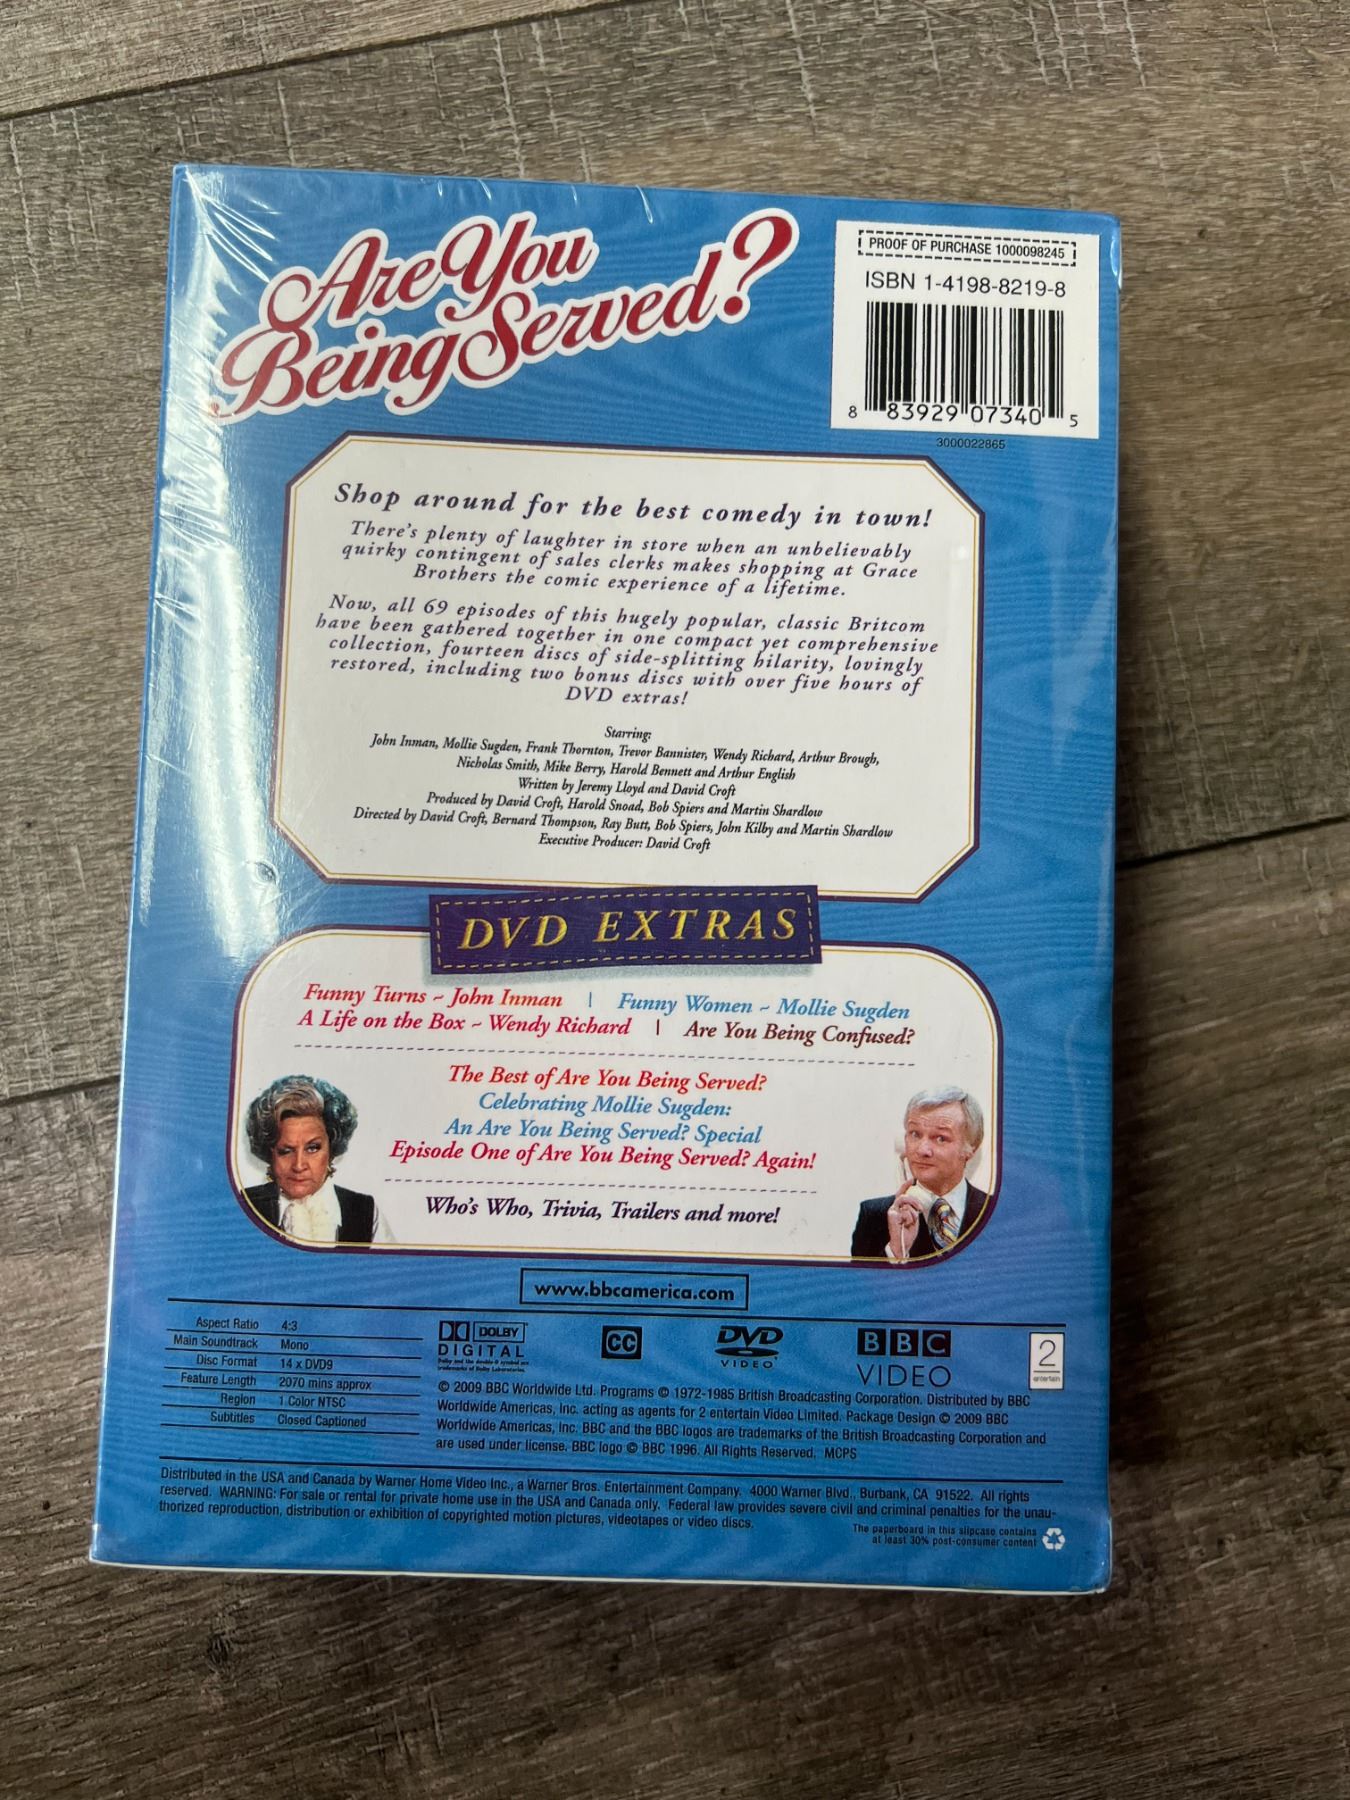 Are You
Being Served?
PROOF OF PURCHASE 1000098245
ISBN 1-4198-8219-8
8 83929 07340 5
3000022865
Shop around for the best comedy in town!
There's plenty of laughter in store when an unbelievably
quirky contingent of sales clerks makes shopping at Grace
Brothers the comic experience of a lifetime.
Now, all 69 episodes of this hugely popular, classic Britcom
have been gathered together in one compact yet comprehensive
collection, fourteen discs of side-splitting hilarity, lovingly
restored, including two bonus discs with over five hours of
DVD extras!
Starring:
John Inman, Mollie Sugden, Frank Thornton, Trevor Bannister, Wendy Richard, Arthur Brough,
Nicholas Smith, Mike Berry, Harold Bennett and Arthur English
Written by Jeremy Lloyd and David Croft
Produced by David Croft, Harold Snoad, Bob Spiers and Martin Shardlow
Directed by David Croft, Bernard Thompson, Ray Butt, Bob Spiers, John Kilby and Martin Shardlow
Executive Producer: David Croft
DVD EXTRAS
Funny Turns ~ John Inman | Funny Women ~ Mollie Sugden
A Life on the Box ~ Wendy Richard | Are You Being Confused?
The Best of Are You Being Served?
Celebrating Mollie Sugden:
An Are You Being Served? Special
Episode One of Are You Being Served? Again!
Who's Who, Trivia, Trailers and more!
www.bbcamerica.com
Aspect Ratio 4:3
Main Soundtrack Mono
Disc Format 14 x DVD9
Feature Length 2070 mins approx
Region 1 Color NTSC
Subtitles Closed Captioned
DOLBY
DIGITAL
Dolby and the double-D symbol are
trademarks of Dolby Laboratories.
CC
DVD
VIDEO
BBC
VIDEO
2
entertain
© 2009 BBC Worldwide Ltd. Programs © 1972-1985 British Broadcasting Corporation. Distributed by BBC
Worldwide Americas, Inc. acting as agents for 2 entertain Video Limited. Package Design © 2009 BBC
Worldwide Americas, Inc. BBC and the BBC logos are trademarks of the British Broadcasting Corporation and
are used under license. BBC logo © BBC 1996. All Rights Reserved. MCPS
Distributed in the USA and Canada by Warner Home Video Inc., a Warner Bros. Entertainment Company. 4000 Warner Blvd., Burbank, CA 91522. All rights
reserved. WARNING: For sale or rental for private home use in the USA and Canada only. Federal law provides severe civil and criminal penalties for the unau-
thorized reproduction, distribution or exhibition of copyrighted motion pictures, videotapes or video discs.
The paperboard in this slipcase contains
at least 30% post-consumer content